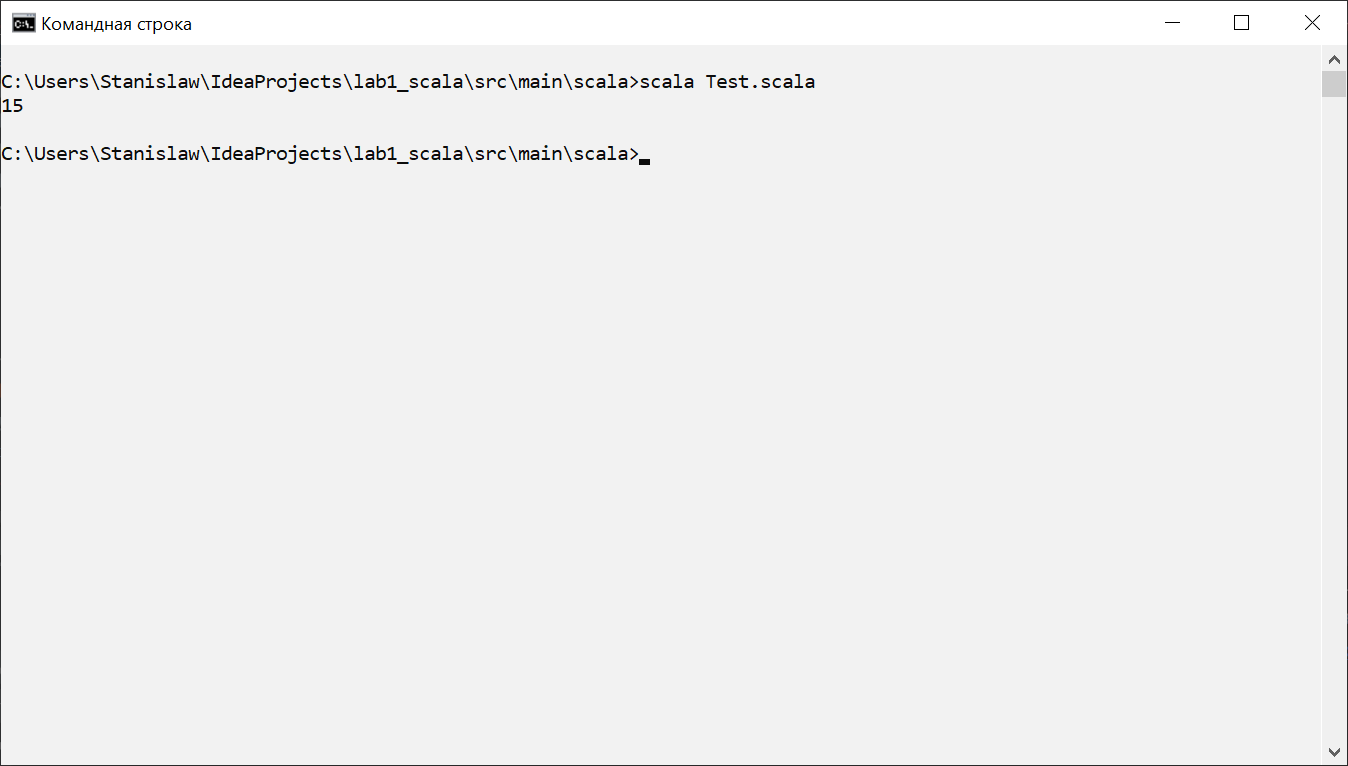 Командная строка
C:\Users\Stanislaw\IdeaProjects\lab1_scala\src\main\scala>scala Test.scala
15
C:\Users\Stanislaw\IdeaProjects\lab1_scala\src\main\scala>